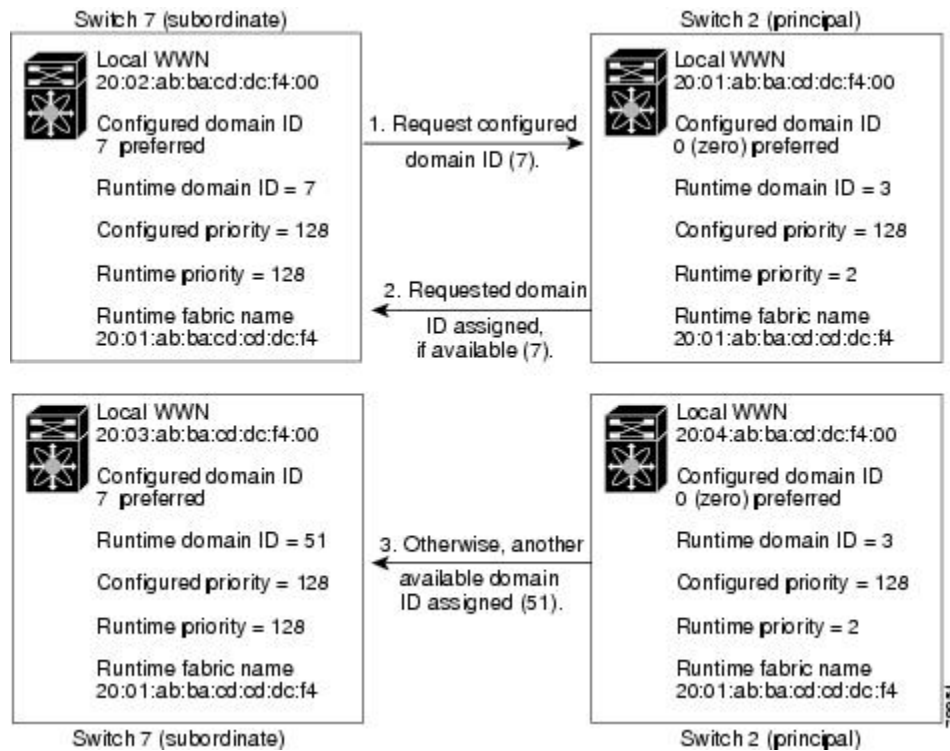 Switch 7 (subordinate)
Local WWN
20:02:ab:ba:cd:dc:f4:00
Configured domain ID
7 preferred
Runtime domain ID = 7
Configured priority = 128
Runtime priority = 128
Runtime fabric name
20:01:ab:ba:cd:cd:dc:f4
1. Request configured
domain ID (7).
2. Requested domain
ID assigned,
if available (7).
Switch 2 (principal)
Local WWN
20:01:ab:ba:cd:dc:f4:00
Configured domain ID
0 (zero) preferred
Runtime domain ID = 3
Configured priority = 128
Runtime priority = 2
Runtime fabric name
20:01:ab:ba:cd:cd:dc:f4
Local WWN
20:03:ab:ba:cd:dc:f4:00
Configured domain ID
7 preferred
Runtime domain ID = 51
Configured priority = 128
Runtime priority = 128
Runtime fabric name
20:01:ab:ba:cd:cd:dc:f4
Switch 7 (subordinate)
3. Otherwise, another
available domain
ID assigned (51).
Local WWN
20:04:ab:ba:cd:dc:f4:00
Configured domain ID
0 (zero) preferred
Runtime domain ID = 3
Configured priority = 128
Runtime priority = 2
Runtime fabric name
20:01:ab:ba:cd:cd:dc:f4
Switch 2 (principal)